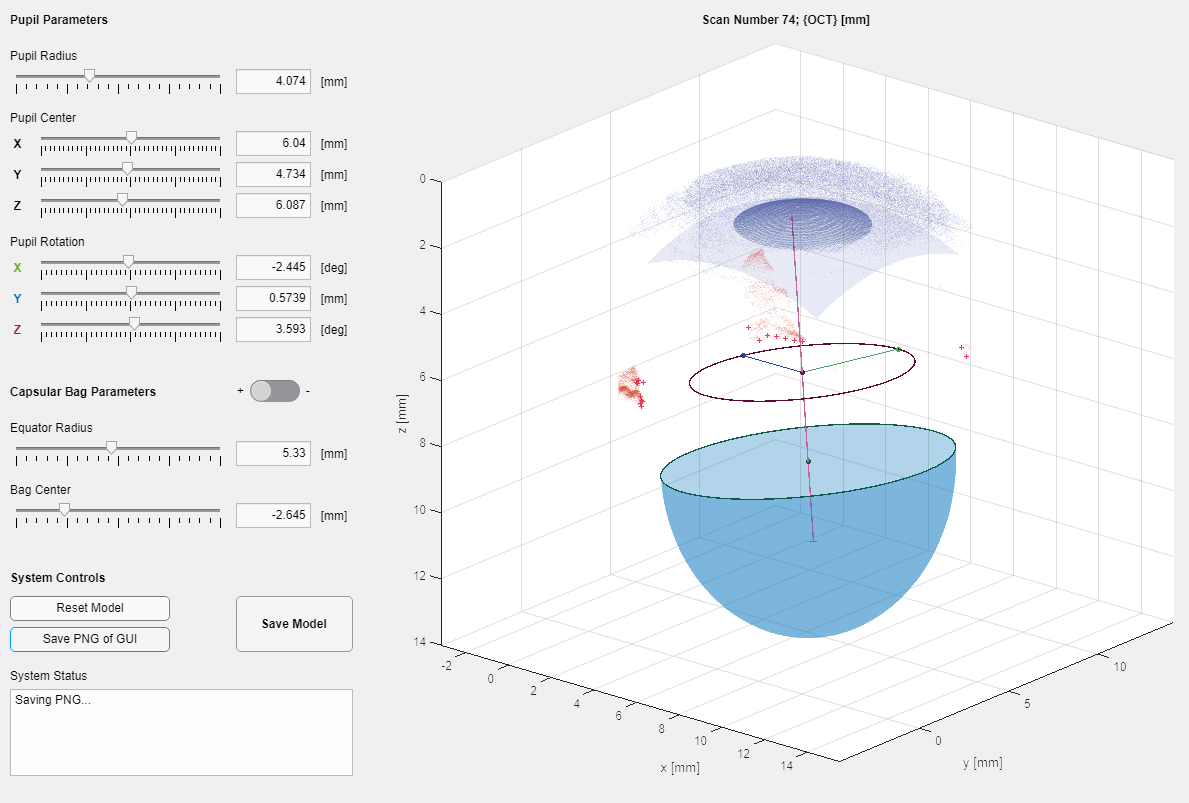 Pupil Parameters
Pupil Radius
4.074 [mm]
Pupil Center
X 6.04 [mm]
Y 4.734 [mm]
Z 6.087 [mm]
Pupil Rotation
X -2.445 [deg]
Y 0.5739 [mm]
Z 3.593 [deg]
Capsular Bag Parameters + -
Equator Radius
5.33 [mm]
Bag Center
-2.645 [mm]
System Controls
Reset Model
Save PNG of GUI
Save Model
System Status
Saving PNG...
Scan Number 74; {OCT} [mm]
0
2
4
6
8
10
12
14
z [mm]
-2
0
2
4
6
8
10
12
14
x [mm]
0
5
10
y [mm]